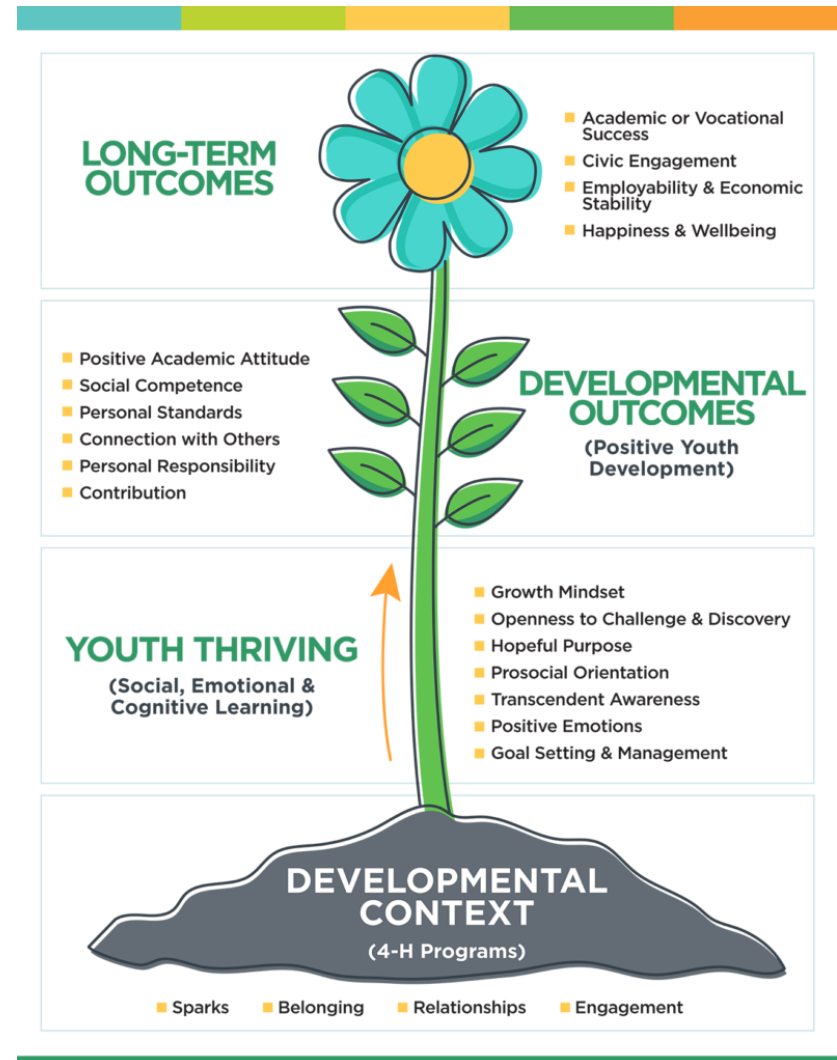 LONG-TERM
OUTCOMES
Academic or Vocational
Success
Civic Engagement
Employability & Economic
Stability
Happiness & Wellbeing
Positive Academic Attitude
Social Competence
Personal Standards
Connection with Others
Personal Responsibility
Contribution
DEVELOPMENTAL
OUTCOMES
(Positive Youth
Development)
YOUTH THRIVING
(Social, Emotional &
Cognitive Learning)
Growth Mindset
Openness to Challenge & Discovery
Hopeful Purpose
Prosocial Orientation
Transcendent Awareness
Positive Emotions
Goal Setting & Management
DEVELOPMENTAL
CONTEXT
(4-H Programs)
Sparks
Belonging
Relationships
Engagement